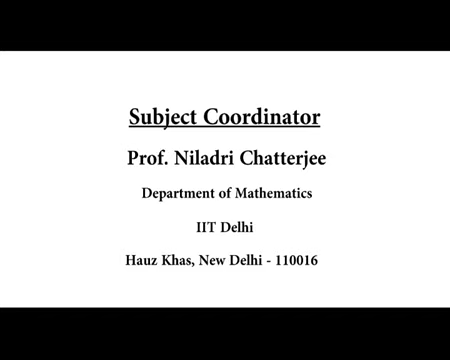 Subject Coordinator
Prof. Niladri Chatterjee
Department of Mathematics
IIT Delhi
Hauz Khas, New Delhi - 110016